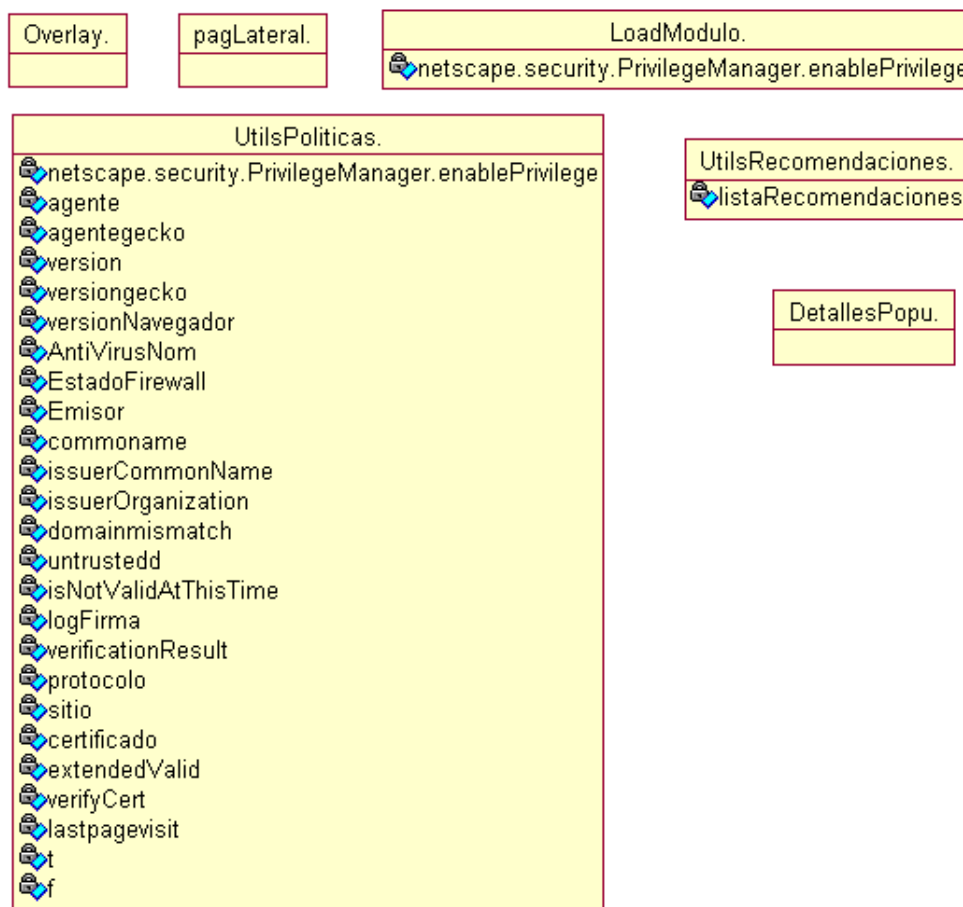 Overlay.
pagLateral.
LoadModulo.
netscape.security.PrivilegeManager.enablePrivilege
UtilsPoliticas.
netscape.security.PrivilegeManager.enablePrivilege
agente
agentegecko
version
versiongecko
versionNavegador
AntiVirusNom
EstadoFirewall
Emisor
commoname
issuerCommonName
issuerOrganization
domainmismatch
untrustedd
isNotValidAtThisTime
logFirma
verificationResult
protocolo
sitio
certificado
extendedValid
verifyCert
lastpagevisit
t
f
UtilsRecomendaciones.
listaRecomendaciones
DetallesPopu.